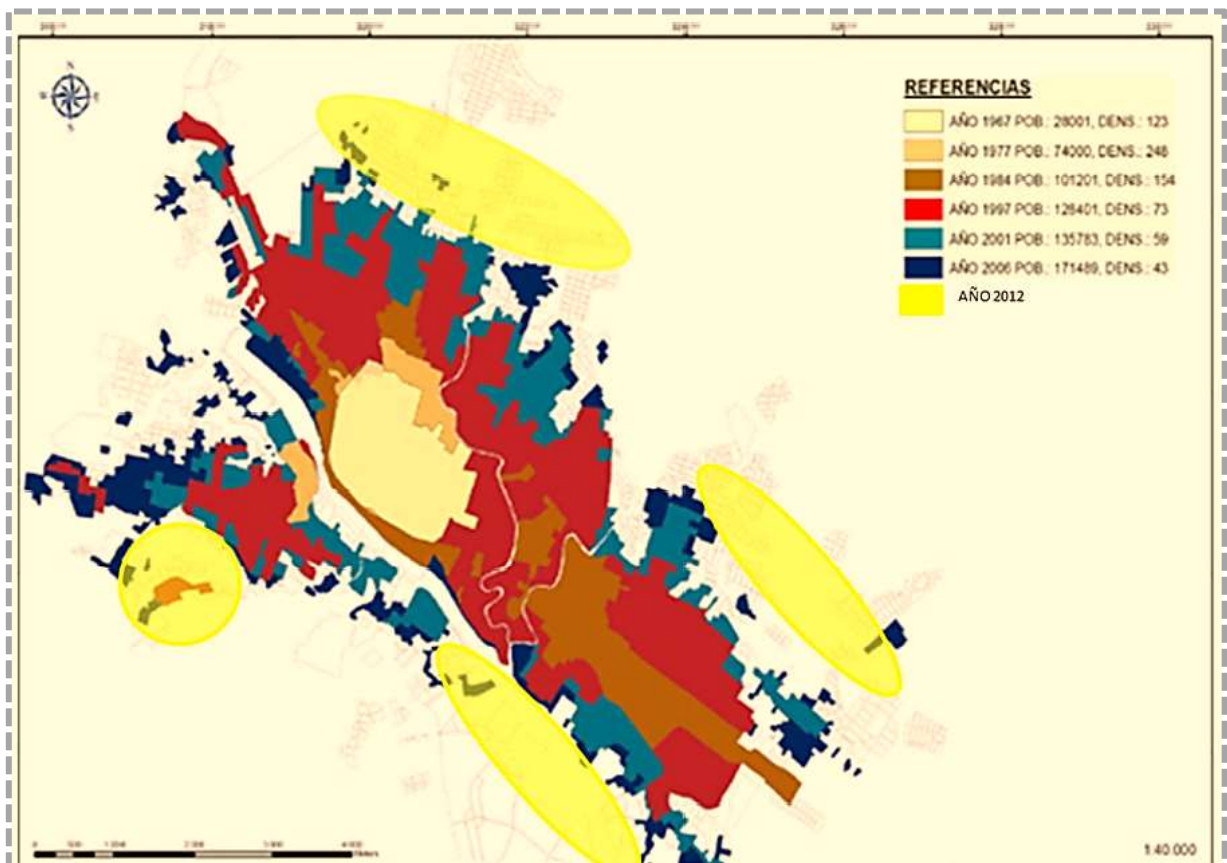 REFERENCIAS
AÑO 1967 POB.: 28001, DENS.: 123
AÑO 1977 POB.: 74000, DENS.: 248
AÑO 1984 POB.: 101201, DENS.: 154
AÑO 1997 POB.: 128401, DENS.: 73
AÑO 2001 POB.: 135783, DENS.: 59
AÑO 2006 POB.: 171489, DENS.: 43
AÑO 2012
1:40.000